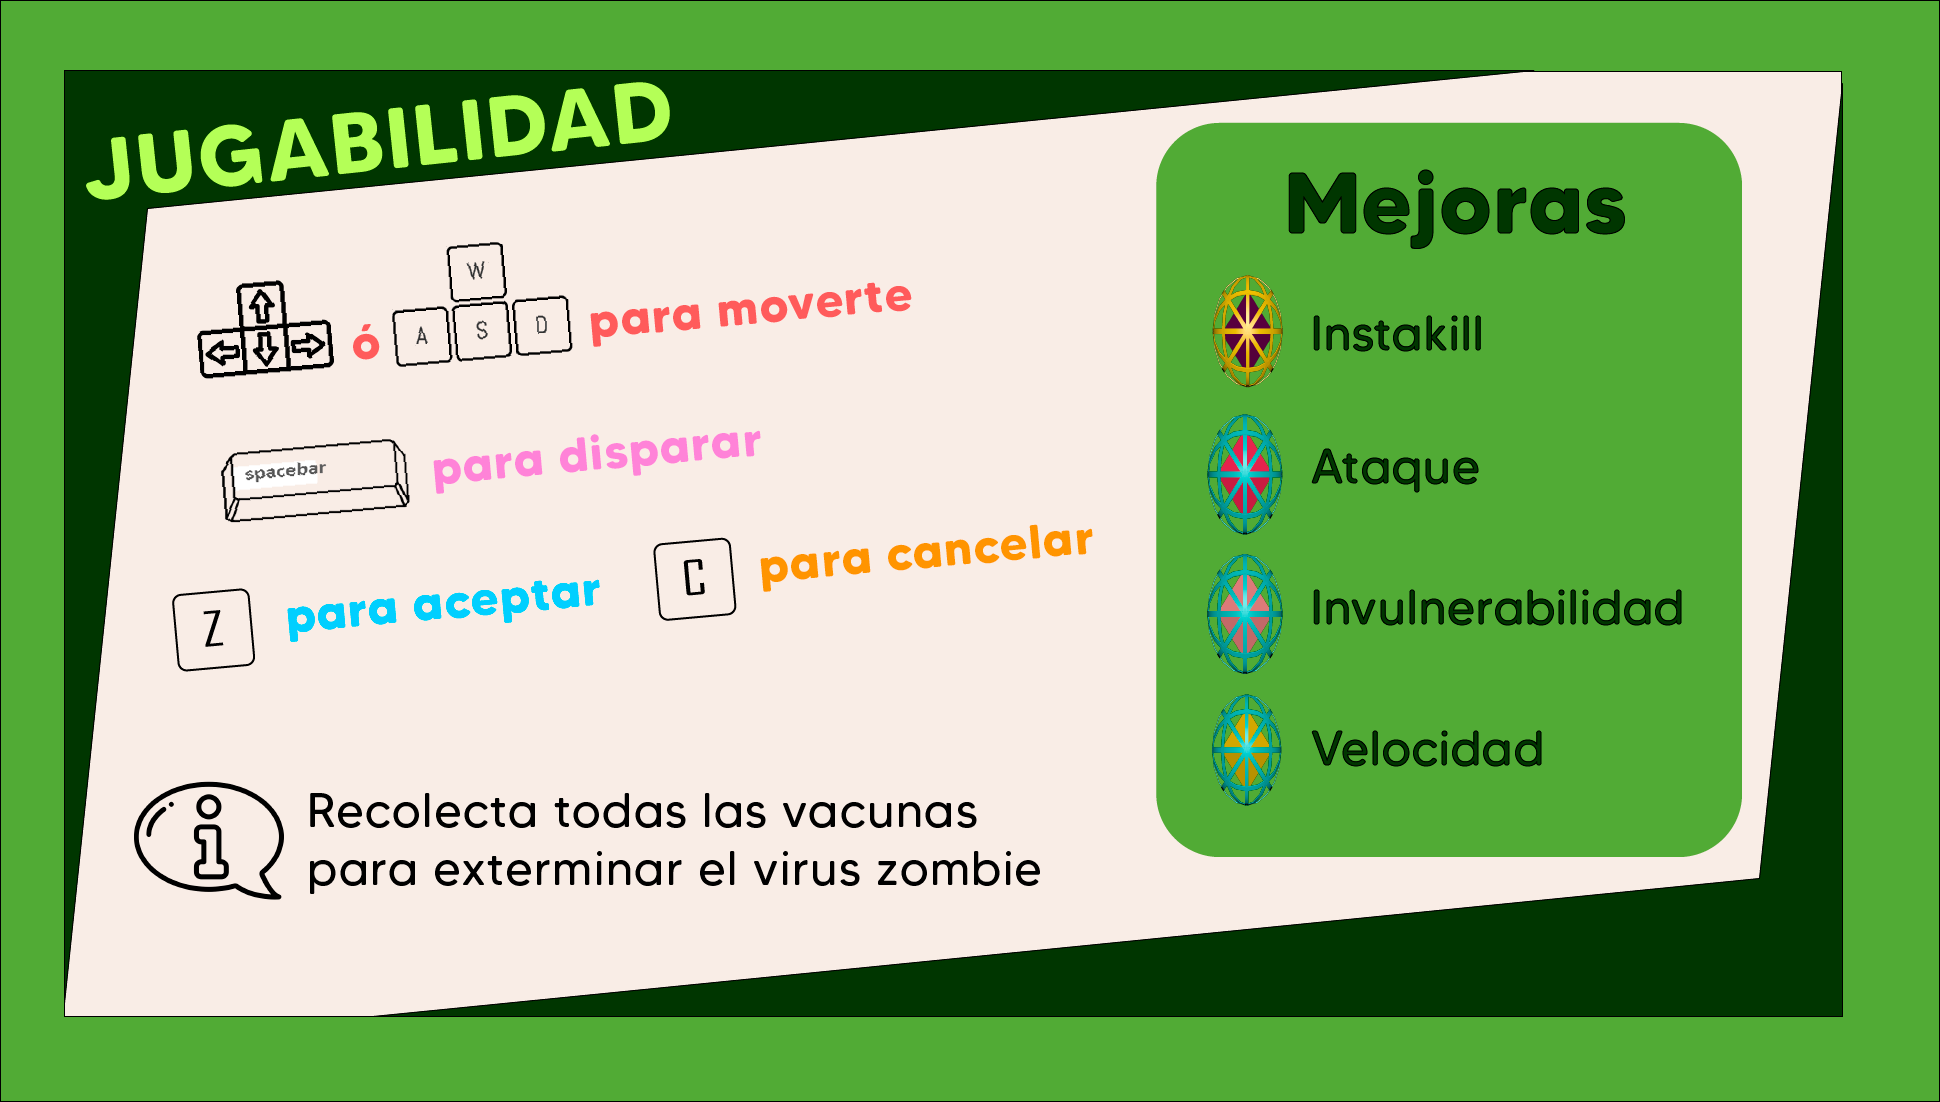 JUGABILIDAD
W
ó A S D para moverte
spacebar para disparar
Z para aceptar C para cancelar
Recolecta todas las vacunas
para exterminar el virus zombie
Mejoras
Instakill
Ataque
Invulnerabilidad
Velocidad